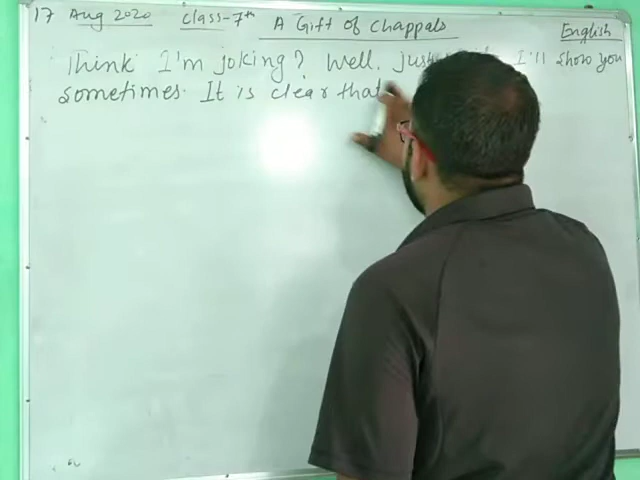 17 Aug 2020 Class-7th A Gift of Chappals English
Think I'm joking? Well, just I'll show you
sometimes. It is clear that